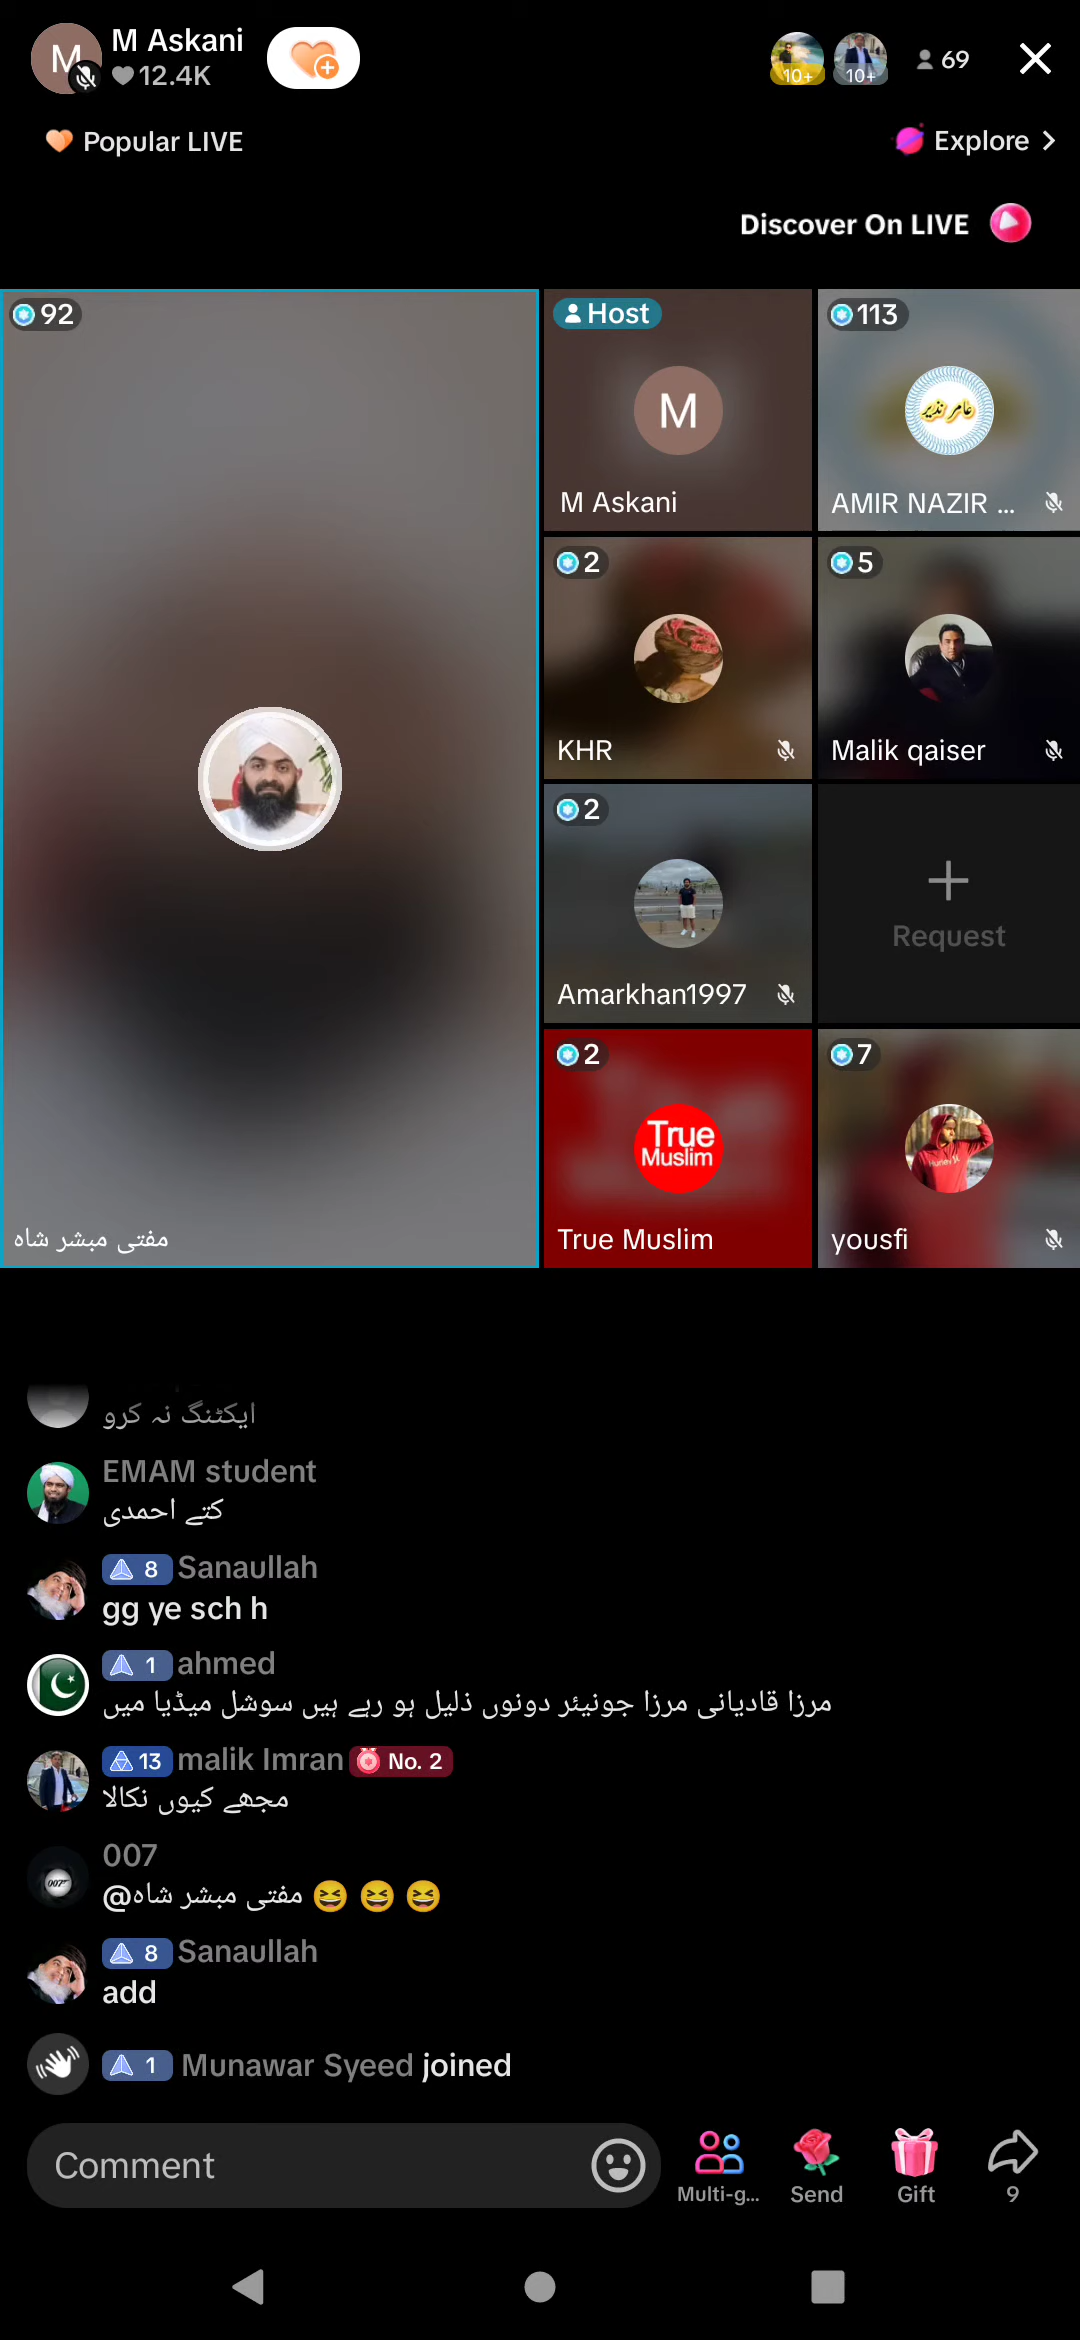 M Askani
12.4K
10+
10+
69
Popular LIVE
Explore
Discover On LIVE
92
Host
M
M Askani
113
عامر نذیر
AMIR NAZIR ...
2
KHR
5
Malik qaiser
2
Amarkhan1997
Request
2
True
Muslim
True Muslim
7
yousfi
مفتی مبشر شاہ
ایکٹنگ نہ کرو
EMAM student
کتے احمدی
8 Sanaullah
gg ye sch h
1 ahmed
مرزا قادیانی مرزا جونیئر دونوں ذلیل ہو رہے ہیں سوشل میڈیا میں
13 malik Imran No. 2
مجھے کیوں نکالا
007
@مفتی مبشر شاہ 😆 😆 😆
8 Sanaullah
add
1 Munawar Syeed joined
Comment
Multi-g...
Send
Gift
9